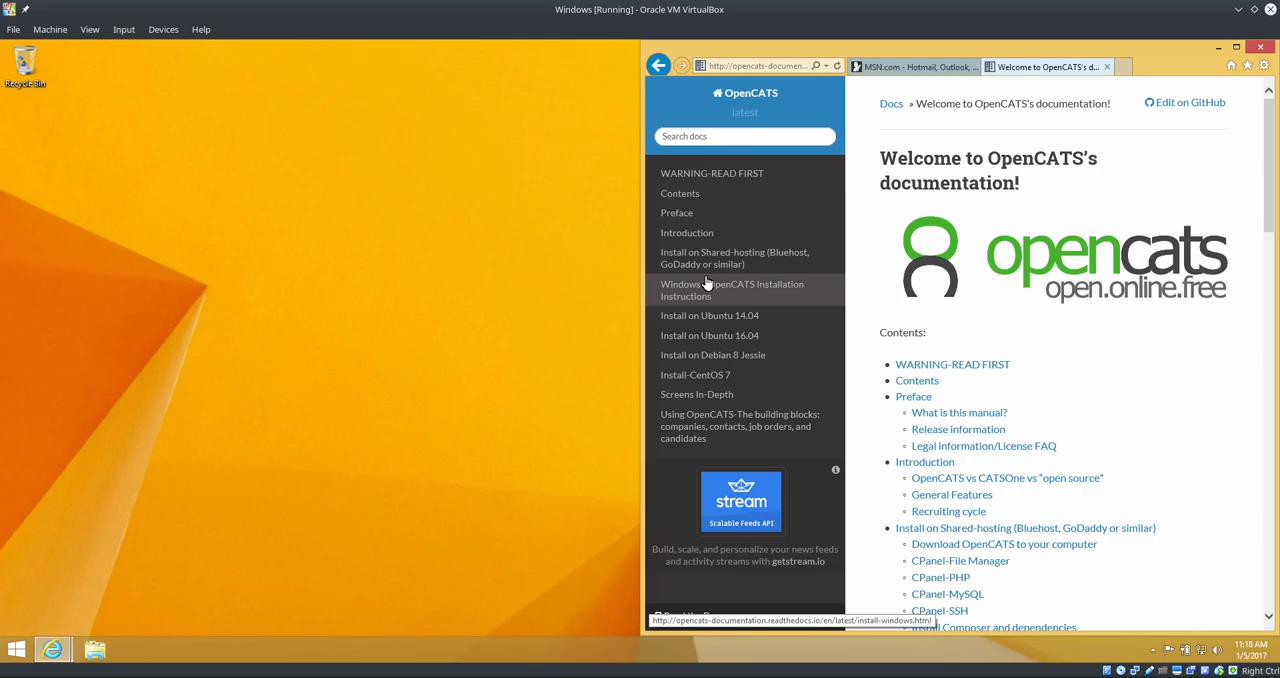 Windows [Running] - Oracle VM VirtualBox
File Machine View Input Devices Help
Recycle Bin
http://opencats-documen...
MSN.com - Hotmail, Outlook, ...
Welcome to OpenCATS's d...
OpenCATS
latest
Search docs
WARNING-READ FIRST
Contents
Preface
Introduction
Install on Shared-hosting (Bluehost,
GoDaddy or similar)
Windows OpenCATS Installation
Instructions
Install on Ubuntu 14.04
Install on Ubuntu 16.04
Install on Debian 8 Jessie
Install-CentOS 7
Screens In-Depth
Using OpenCATS-The building blocks:
companies, contacts, job orders, and
candidates
stream
Scalable Feeds API
Build, scale, and personalize your news feeds
and activity streams with getstream.io
http://opencats-documentation.readthedocs.io/en/latest/install-windows.html
Docs » Welcome to OpenCATS's documentation!
Edit on GitHub
Welcome to OpenCATS's
documentation!
opencats
open.online.free
Contents:
WARNING-READ FIRST
Contents
Preface
What is this manual?
Release information
Legal information/License FAQ
Introduction
OpenCATS vs CATSOne vs "open source"
General Features
Recruiting cycle
Install on Shared-hosting (Bluehost, GoDaddy or similar)
Download OpenCATS to your computer
CPanel-File Manager
CPanel-PHP
CPanel-MySQL
CPanel-SSH
Install Composer and dependencies
11:18 AM
1/5/2017
Right Ctrl